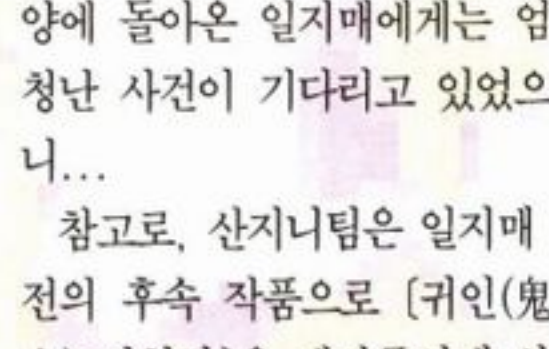 양에 돌아온 일지매에게는 엄
청난 사건이 기다리고 있었으
니...
참고로, 산지니팀은 일지매
전의 후속 작품으로 [귀인(鬼